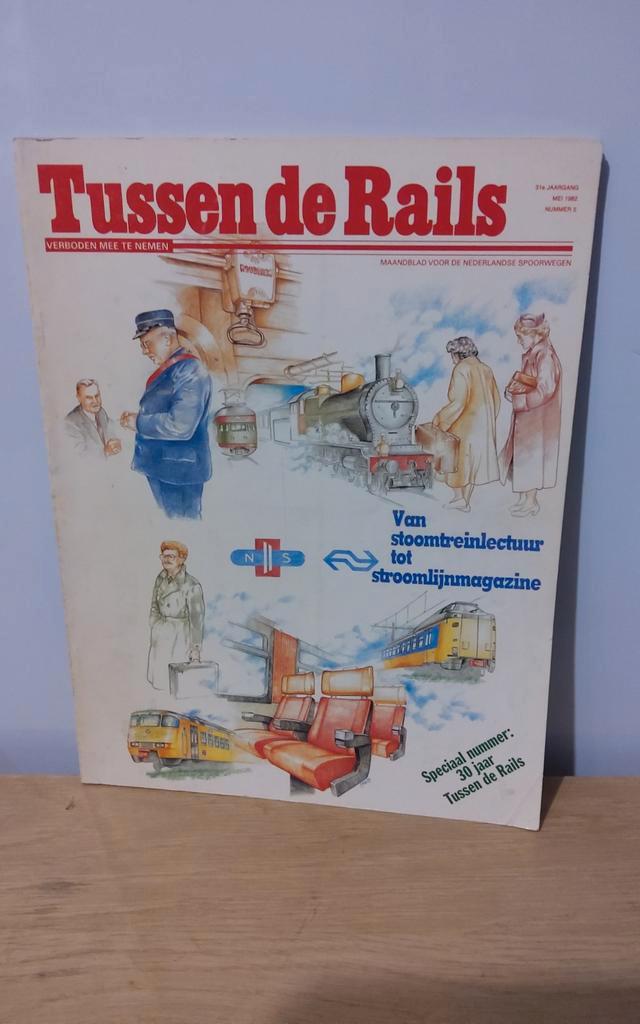 Tussen de Rails
31e JAARGANG
MEI 1982
NUMMER 5
VERBODEN MEE TE NEMEN
MAANDBLAD VOOR DE NEDERLANDSE SPOORWEGEN
Van
stoomtreinlectuur
tot
stroomlijnmagazine
N S
Speciaal nummer:
30 jaar
Tussen de Rails